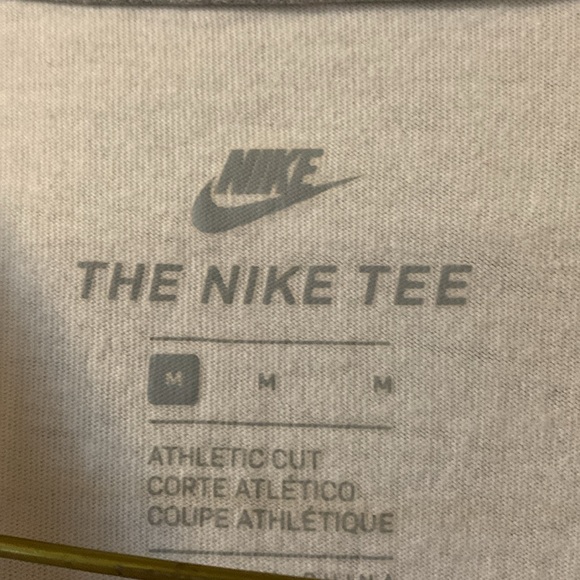 NIKE
THE NIKE TEE
M M M
ATHLETIC CUT
CORTE ATLÉTICO
COUPE ATHLÉTIQUE